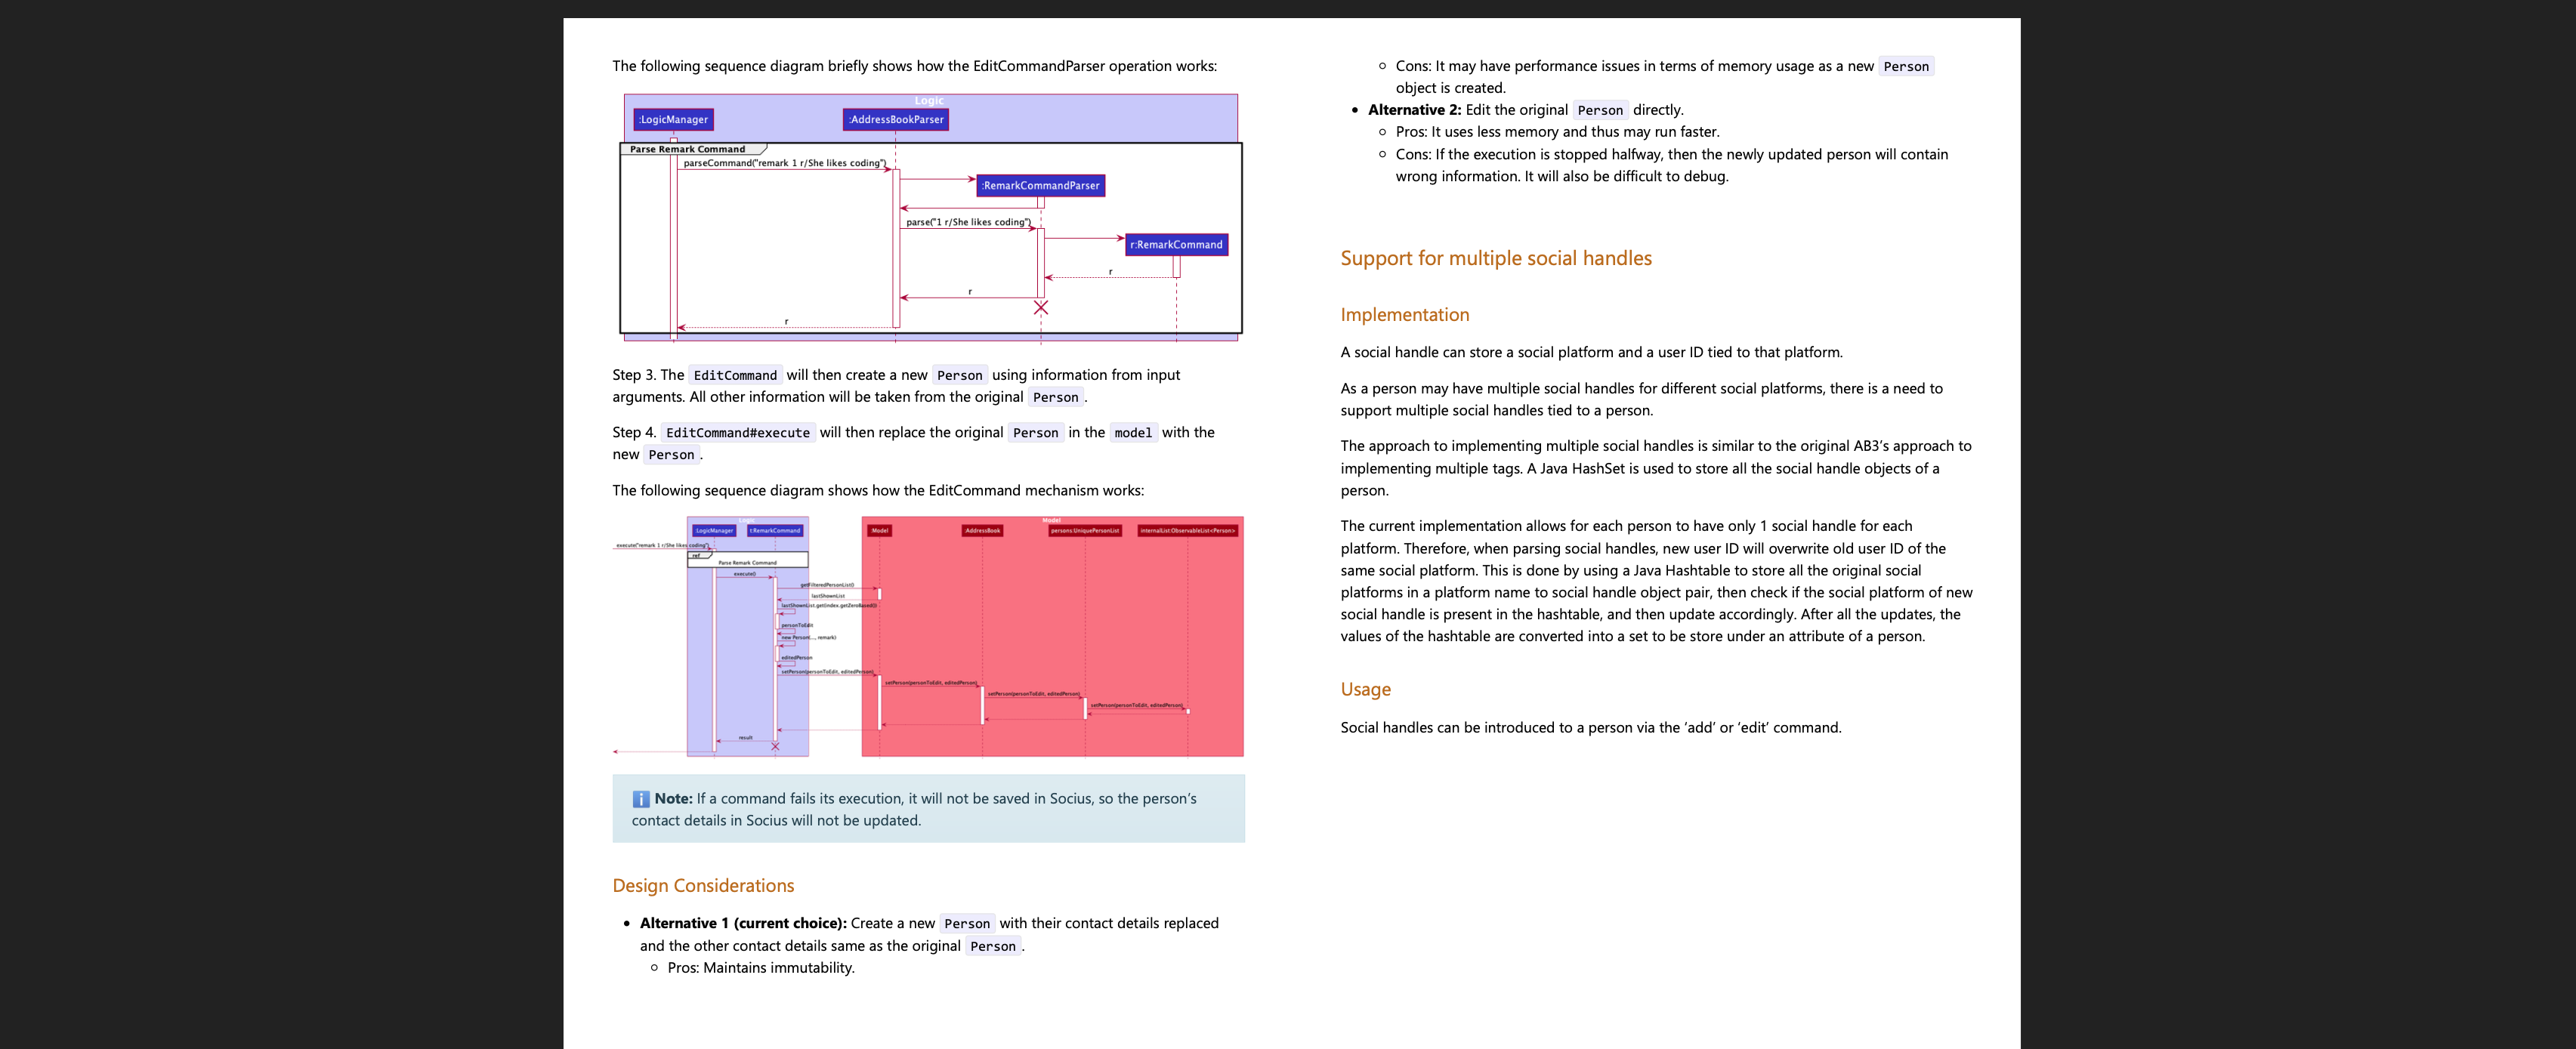 The following sequence diagram briefly shows how the EditCommandParser operation works:
Logic
:LogicManager
:AddressBookParser
Parse Remark Command
parseCommand("remark 1 r/She likes coding")
:RemarkCommandParser
parse("1 r/She likes coding")
r:RemarkCommand
r
r
r
Step 3. The EditCommand will then create a new Person using information from input
arguments. All other information will be taken from the original Person .
Step 4. EditCommand#execute will then replace the original Person in the model with the
new Person .
The following sequence diagram shows how the EditCommand mechanism works:
Logic
Model
:LogicManager
t:RemarkCommand
:Model
:AddressBook
persons:UniquePersonList
internalList:ObservableList<Person>
execute("remark 1 r/She likes coding")
ref
Parse Remark Command
execute()
getFilteredPersonList()
lastShownList
lastShownList.get(index.getZeroBased())
personToEdit
new Person(..., remark)
editedPerson
setPerson(personToEdit, editedPerson)
setPerson(personToEdit, editedPerson)
setPerson(personToEdit, editedPerson)
setPerson(personToEdit, editedPerson)
result
Note: If a command fails its execution, it will not be saved in Socius, so the person's
contact details in Socius will not be updated.
Design Considerations
• Alternative 1 (current choice): Create a new Person with their contact details replaced
and the other contact details same as the original Person .
○ Pros: Maintains immutability.
○ Cons: It may have performance issues in terms of memory usage as a new Person
object is created.
• Alternative 2: Edit the original Person directly.
○ Pros: It uses less memory and thus may run faster.
○ Cons: If the execution is stopped halfway, then the newly updated person will contain
wrong information. It will also be difficult to debug.
Support for multiple social handles
Implementation
A social handle can store a social platform and a user ID tied to that platform.
As a person may have multiple social handles for different social platforms, there is a need to
support multiple social handles tied to a person.
The approach to implementing multiple social handles is similar to the original AB3's approach to
implementing multiple tags. A Java HashSet is used to store all the social handle objects of a
person.
The current implementation allows for each person to have only 1 social handle for each
platform. Therefore, when parsing social handles, new user ID will overwrite old user ID of the
same social platform. This is done by using a Java Hashtable to store all the original social
platforms in a platform name to social handle object pair, then check if the social platform of new
social handle is present in the hashtable, and then update accordingly. After all the updates, the
values of the hashtable are converted into a set to be store under an attribute of a person.
Usage
Social handles can be introduced to a person via the ‘add’ or ‘edit’ command.